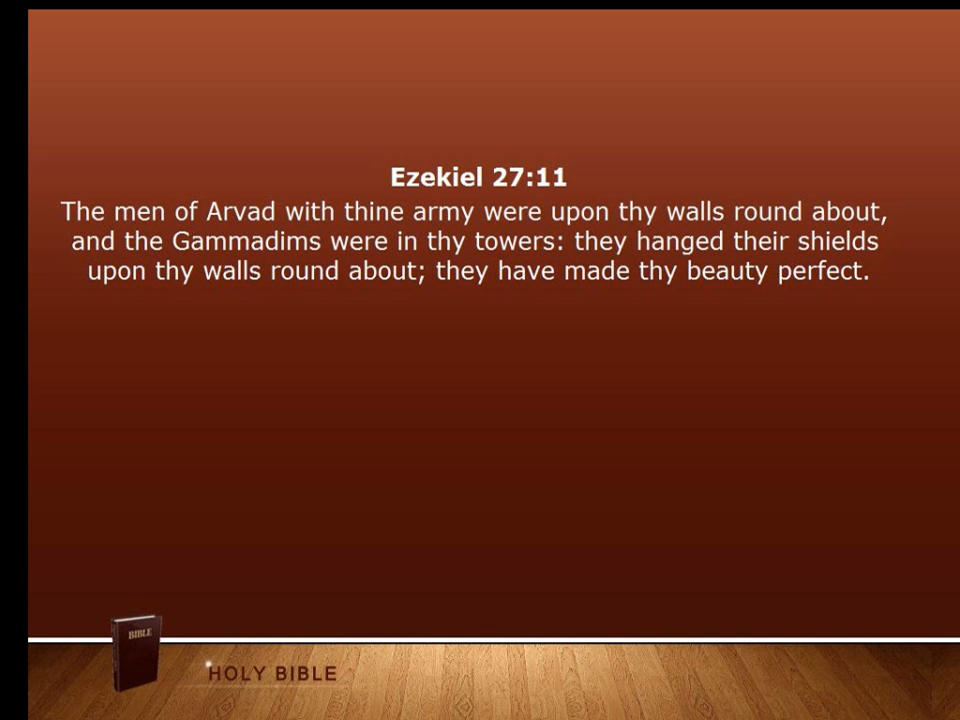 Ezekiel 27:11
The men of Arvad with thine army were upon thy walls round about,
and the Gammadims were in thy towers: they hanged their shields
upon thy walls round about; they have made thy beauty perfect.
BIBLE
HOLY BIBLE